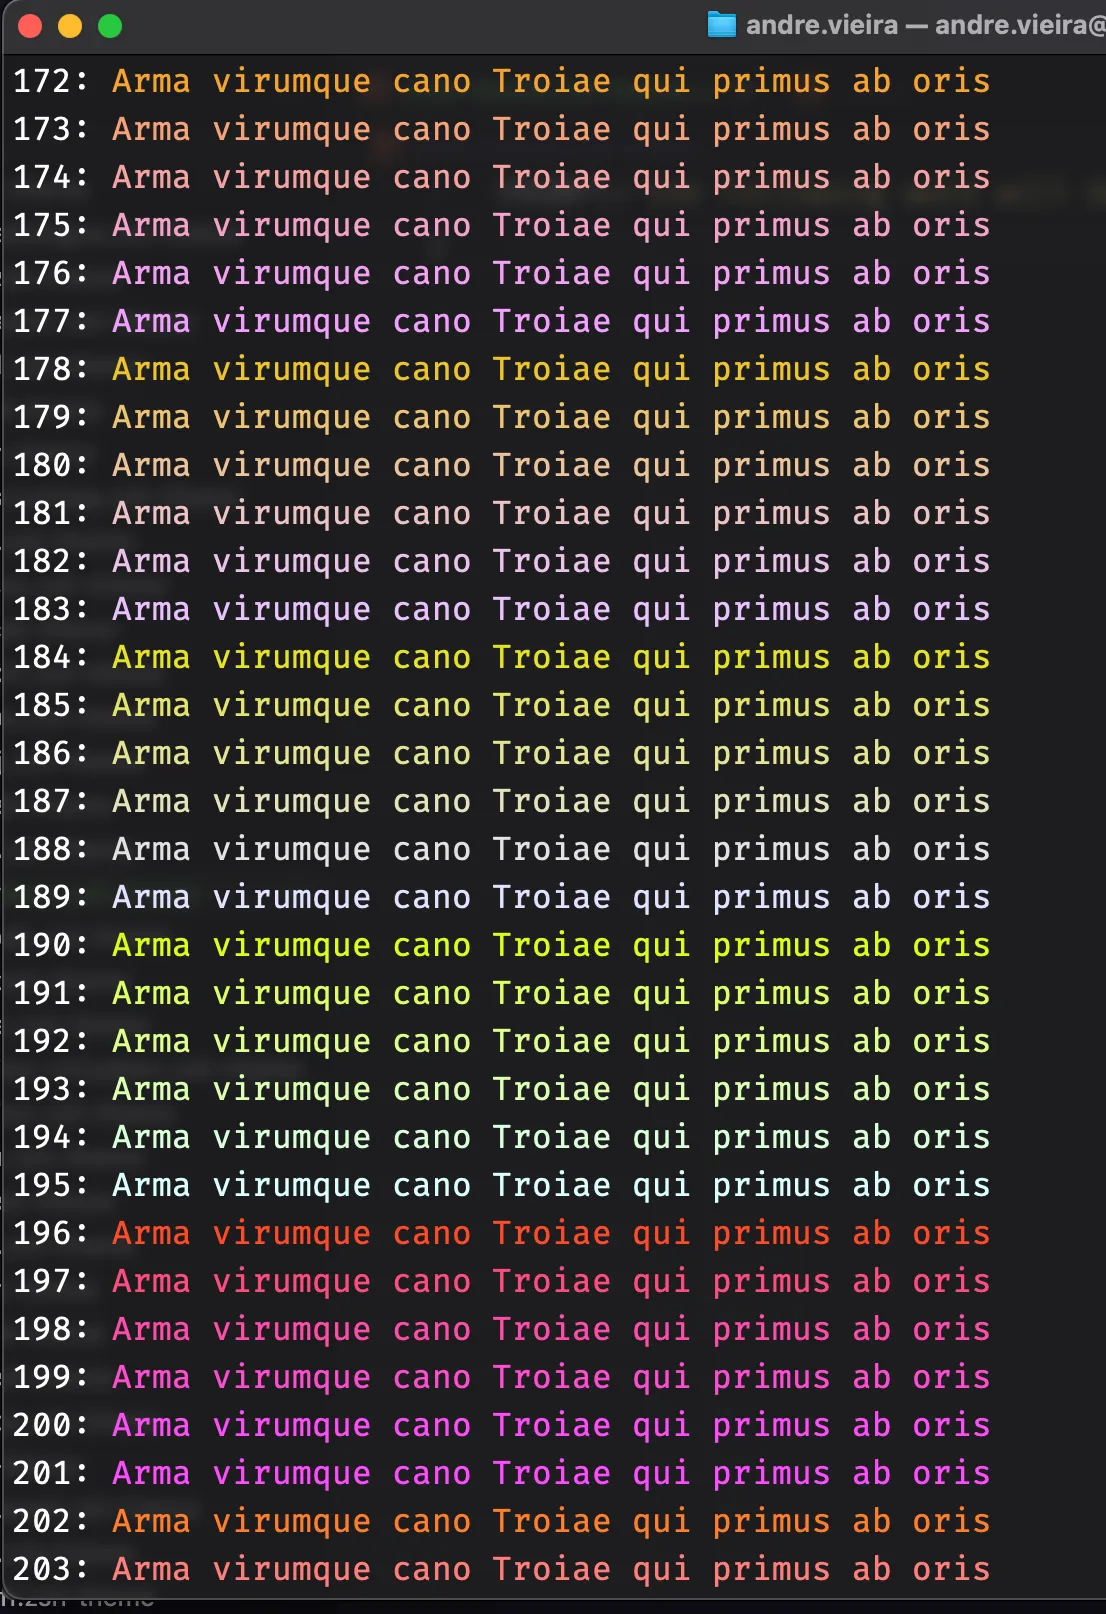 andre.vieira — andre.vieira@
172: Arma virumque cano Troiae qui primus ab oris
173: Arma virumque cano Troiae qui primus ab oris
174: Arma virumque cano Troiae qui primus ab oris
175: Arma virumque cano Troiae qui primus ab oris
176: Arma virumque cano Troiae qui primus ab oris
177: Arma virumque cano Troiae qui primus ab oris
178: Arma virumque cano Troiae qui primus ab oris
179: Arma virumque cano Troiae qui primus ab oris
180: Arma virumque cano Troiae qui primus ab oris
181: Arma virumque cano Troiae qui primus ab oris
182: Arma virumque cano Troiae qui primus ab oris
183: Arma virumque cano Troiae qui primus ab oris
184: Arma virumque cano Troiae qui primus ab oris
185: Arma virumque cano Troiae qui primus ab oris
186: Arma virumque cano Troiae qui primus ab oris
187: Arma virumque cano Troiae qui primus ab oris
188: Arma virumque cano Troiae qui primus ab oris
189: Arma virumque cano Troiae qui primus ab oris
190: Arma virumque cano Troiae qui primus ab oris
191: Arma virumque cano Troiae qui primus ab oris
192: Arma virumque cano Troiae qui primus ab oris
193: Arma virumque cano Troiae qui primus ab oris
194: Arma virumque cano Troiae qui primus ab oris
195: Arma virumque cano Troiae qui primus ab oris
196: Arma virumque cano Troiae qui primus ab oris
197: Arma virumque cano Troiae qui primus ab oris
198: Arma virumque cano Troiae qui primus ab oris
199: Arma virumque cano Troiae qui primus ab oris
200: Arma virumque cano Troiae qui primus ab oris
201: Arma virumque cano Troiae qui primus ab oris
202: Arma virumque cano Troiae qui primus ab oris
203: Arma virumque cano Troiae qui primus ab oris